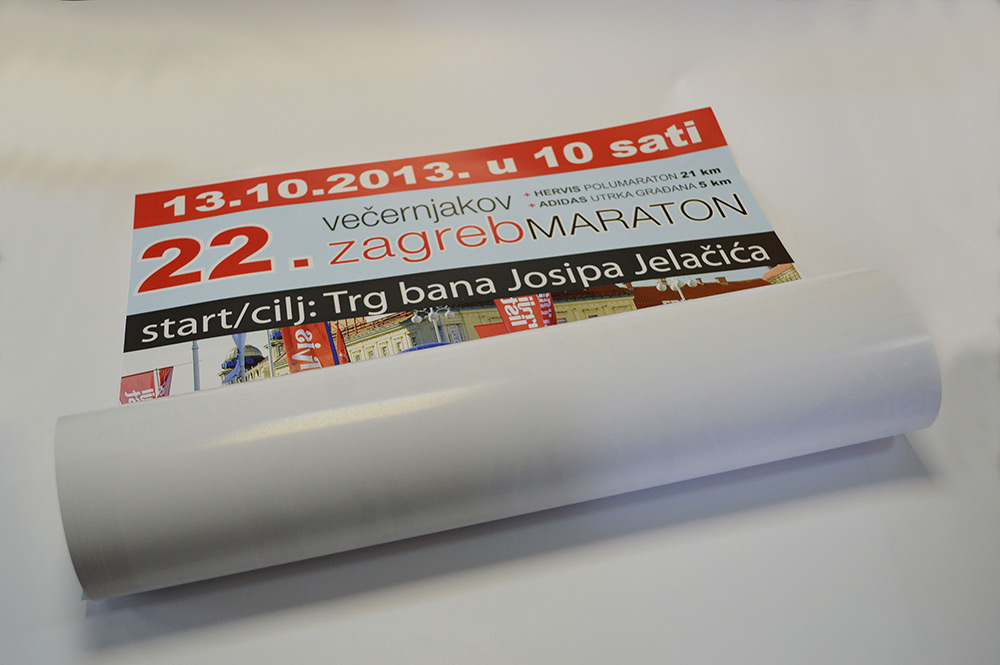 13.10.2013. u 10 sati
22. večernjakov
zagrebMARATON
+ HERVIS POLUMARATON 21 km
+ ADIDAS UTRKA GRAĐANA 5 km
start/cilj: Trg bana Josipa Jelačića